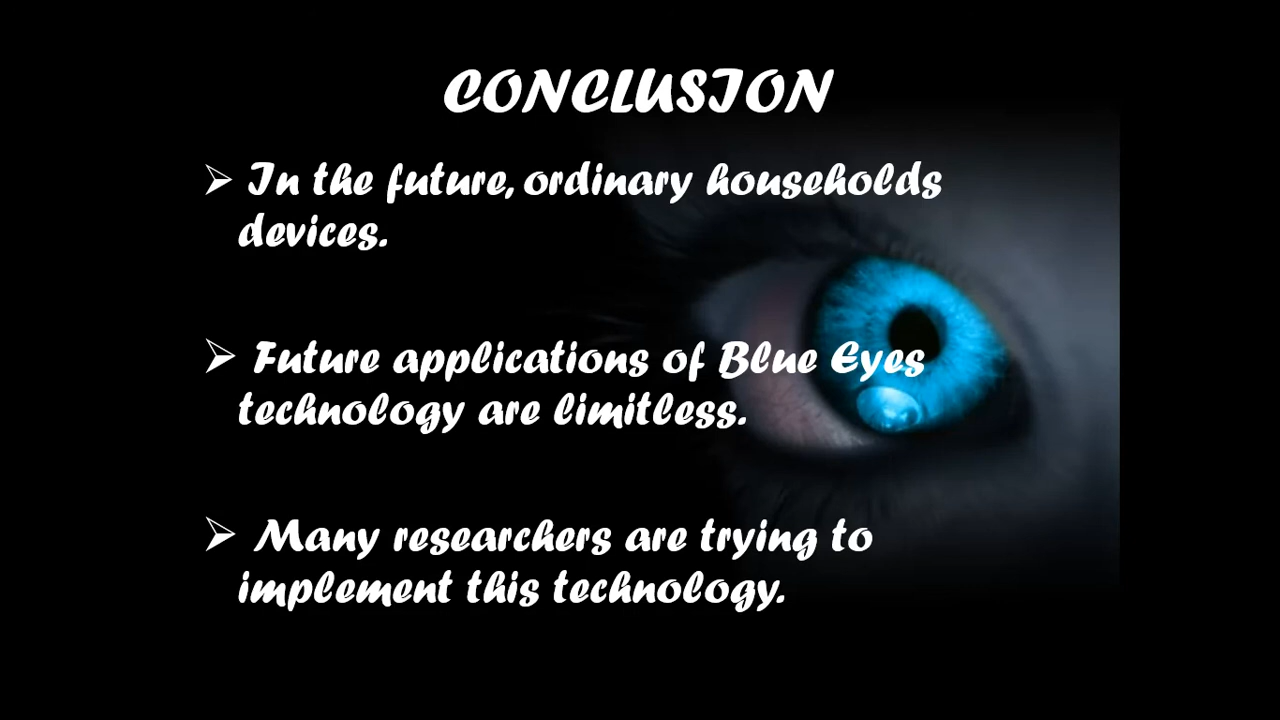 CONCLUSION
➢ In the future, ordinary households
devices.
➢ Future applications of Blue Eyes
technology are limitless.
➢ Many researchers are trying to
implement this technology.